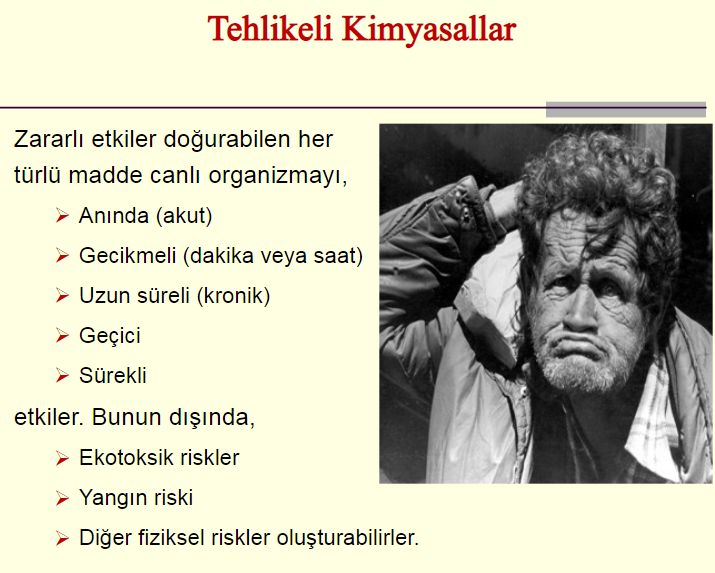 Tehlikeli Kimyasallar
Zararlı etkiler doğurabilen her
türlü madde canlı organizmayı,
Anında (akut)
Gecikmeli (dakika veya saat)
Uzun süreli (kronik)
Geçici
Sürekli
etkiler. Bunun dışında,
Ekotoksik riskler
Yangın riski
Diğer fiziksel riskler oluşturabilirler.